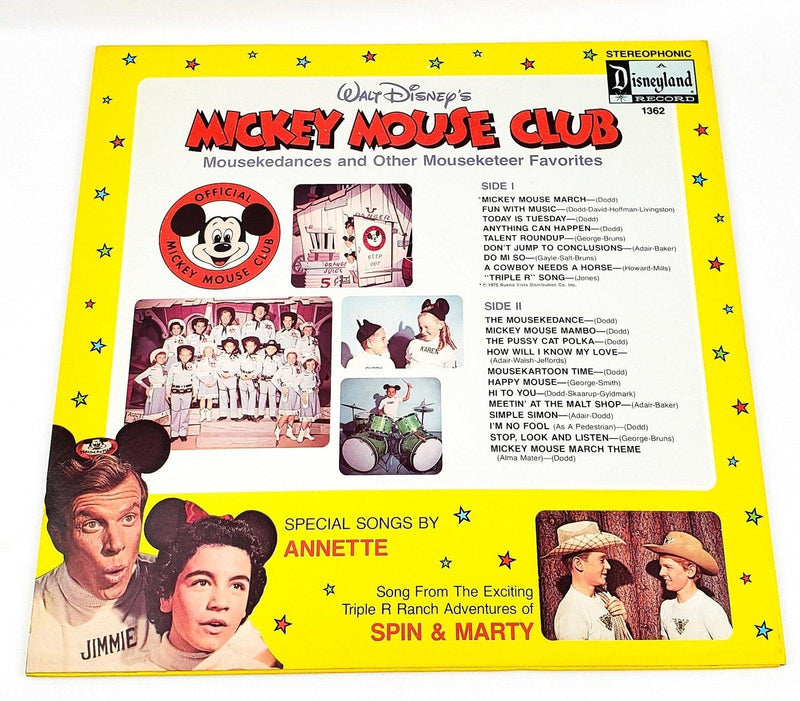 STEREOPHONIC
Disneyland
RECORD
1362
WALT DISNEY'S
MICKEY MOUSE CLUB
Mousekedances and Other Mouseketeer Favorites
OFFICIAL
MICKEY MOUSE CLUB
DANGER
step
over
ORANGE
JUICE
5¢
KAREN
SIDE I
*MICKEY MOUSE MARCH—(Dodd)
FUN WITH MUSIC—(Dodd-David-Hoffman-Livingston)
TODAY IS TUESDAY—(Dodd)
ANYTHING CAN HAPPEN—(Dodd)
TALENT ROUNDUP—(George-Bruns)
DON'T JUMP TO CONCLUSIONS—(Adair-Baker)
DO MI SO—(Gayle-Salt-Bruns)
A COWBOY NEEDS A HORSE—(Howard-Mills)
"TRIPLE R" SONG—(Jones)
* © 1975 Buena Vista Distribution Co., Inc.
SIDE II
THE MOUSEKEDANCE—(Dodd)
MICKEY MOUSE MAMBO—(Dodd)
THE PUSSY CAT POLKA—(Dodd)
HOW WILL I KNOW MY LOVE—
(Adair-Walsh-Jeffords)
MOUSEKARTOON TIME—(Dodd)
HAPPY MOUSE—(George-Smith)
HI TO YOU—(Dodd-Skaarup-Gyldmark)
MEETIN' AT THE MALT SHOP—(Adair-Baker)
SIMPLE SIMON—(Adair-Dodd)
I'M NO FOOL (As A Pedestrian)—(Dodd)
STOP, LOOK AND LISTEN—(George-Bruns)
MICKEY MOUSE MARCH THEME
(Alma Mater)—(Dodd)
JIMMIE
SPECIAL SONGS BY
ANNETTE
Song From The Exciting
Triple R Ranch Adventures of
SPIN & MARTY